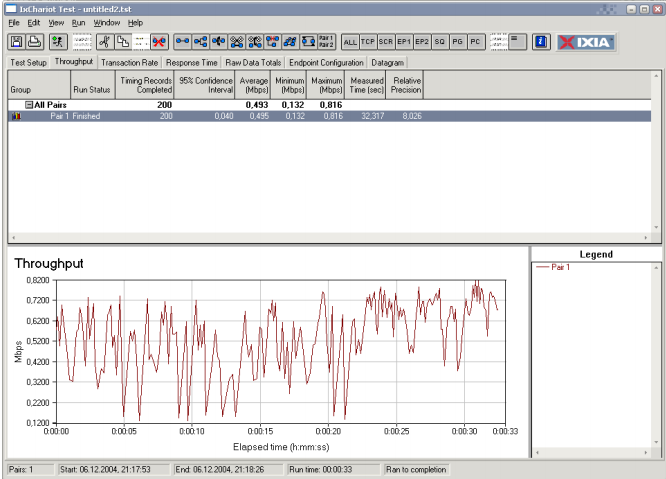 IxChariot Test - untitled2.tst
File Edit View Run Window Help
ALL TCP SCR EP1 EP2 SQ PG PC
Pair 1
Pair 2
XIXIA
Test Setup Throughput Transaction Rate Response Time Raw Data Totals Endpoint Configuration Datagram
Group Run Status Timing Records Completed 95% Confidence Interval Average (Mbps) Minimum (Mbps) Maximum (Mbps) Measured Time (sec) Relative Precision
All Pairs 200 0,493 0,132 0,816
Pair 1 Finished 200 0,040 0,495 0,132 0,816 32,317 8,026
Throughput
Legend
Pair 1
Mbps
0,8200
0,7200
0,6200
0,5200
0,4200
0,3200
0,2200
0,1200
0:00:00 0:00:05 0:00:10 0:00:15 0:00:20 0:00:25 0:00:30 0:00:33
Elapsed time (h:mm:ss)
Pairs: 1 Start: 06.12.2004, 21:17:53 End: 06.12.2004, 21:18:26 Run time: 00:00:33 Ran to completion